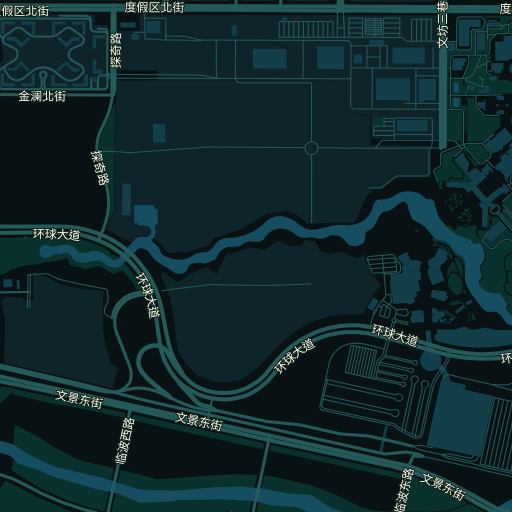 度假区北街
度假区北街
度
探奇路
文坊三巷
金澜北街
探奇路
环球大道
环球大道
环球大道
环球大道
环
文景东街
文景东街
临波西路
临波东路
文景东街